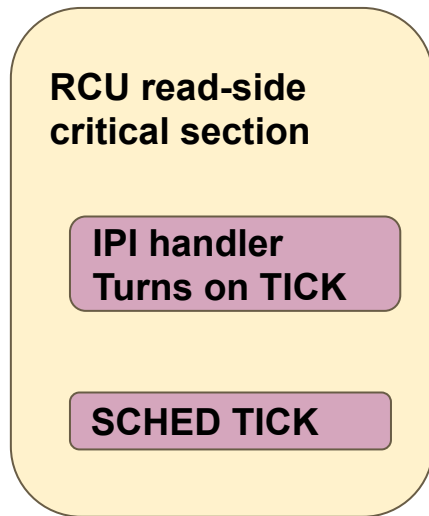 RCU read-side
critical section
IPI handler
Turns on TICK
SCHED TICK